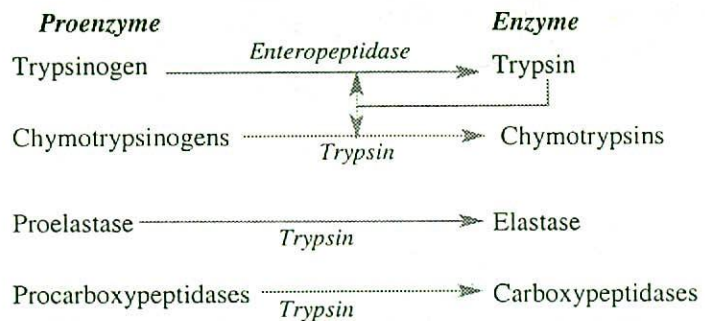 Proenzyme Enzyme
Enteropeptidase
Trypsinogen Trypsin
Chymotrypsinogens Chymotrypsins
Trypsin
Proelastase Elastase
Trypsin
Procarboxypeptidases Carboxypeptidases
Trypsin